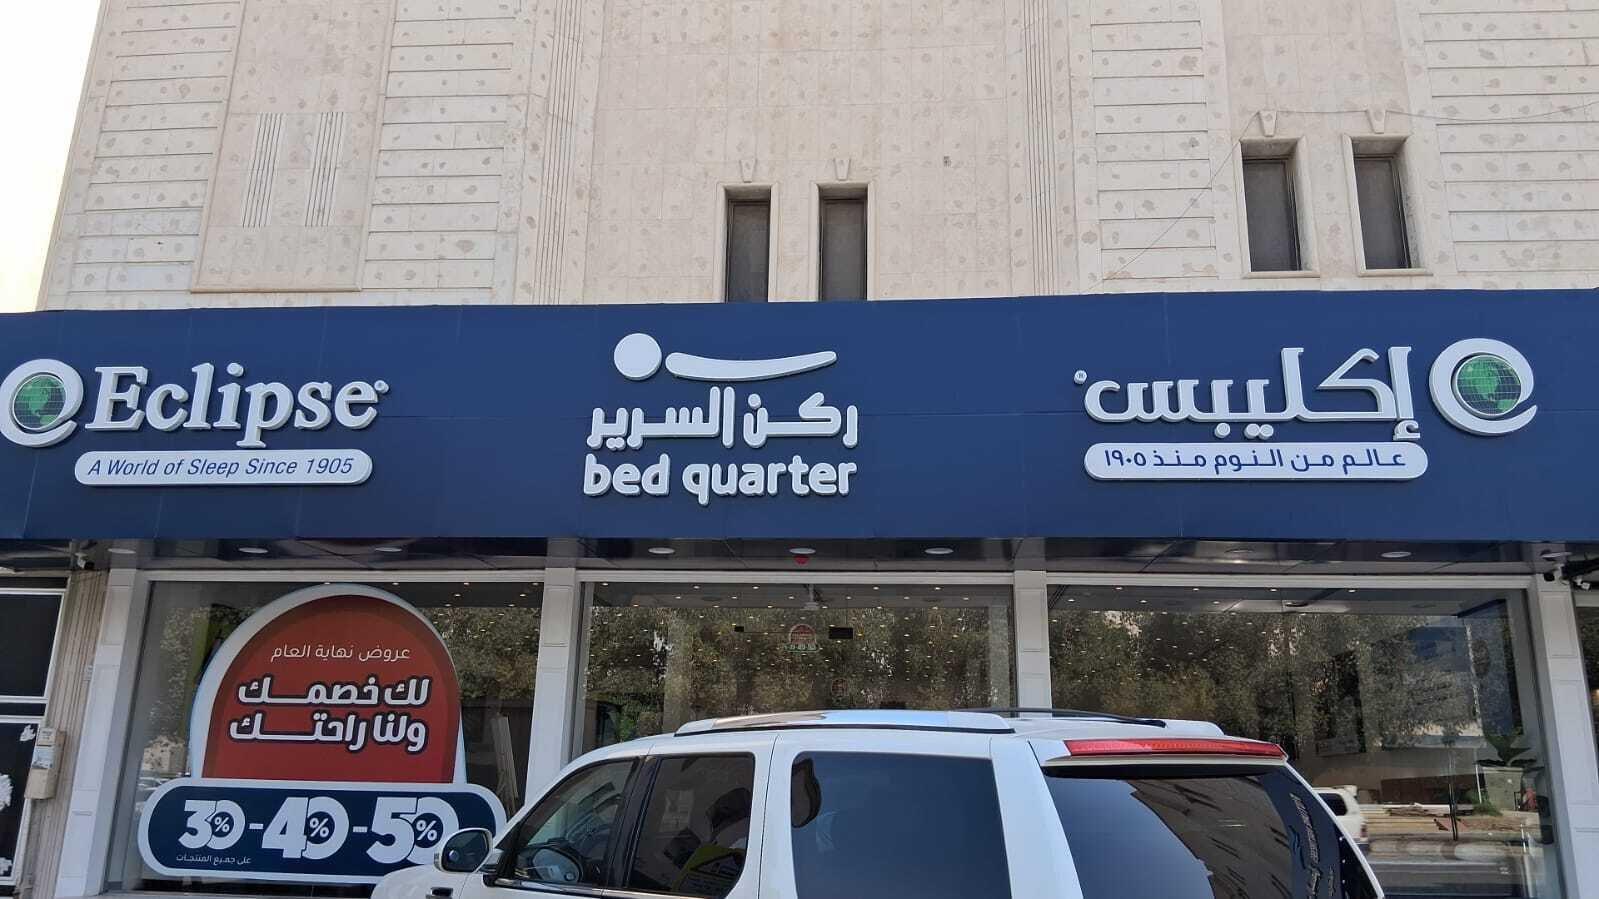 Eclipse®
A World of Sleep Since 1905
ركن السرير
bed quarter
إكليبس®
عالم من النوم منذ ١٩٠٥
عروض نهاية العام
لك خصمك
ولنا راحتك
30%-40%-50%
على جميع المنتجات